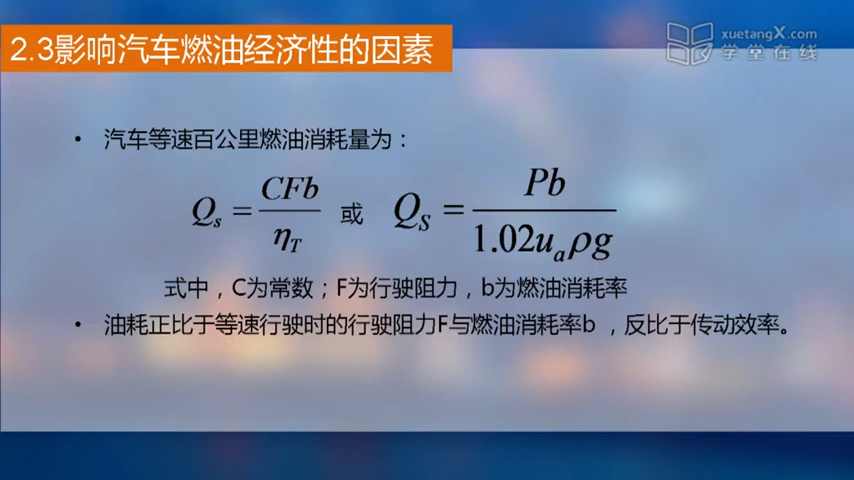 2.3影响汽车燃油经济性的因素
xuetangX.com
学堂在线
• 汽车等速百公里燃油消耗量为：
Qs = CFb / ηT 或 QS = Pb / 1.02uaρg
式中，C为常数；F为行驶阻力，b为燃油消耗率
• 油耗正比于等速行驶时的行驶阻力F与燃油消耗率b ，反比于传动效率。